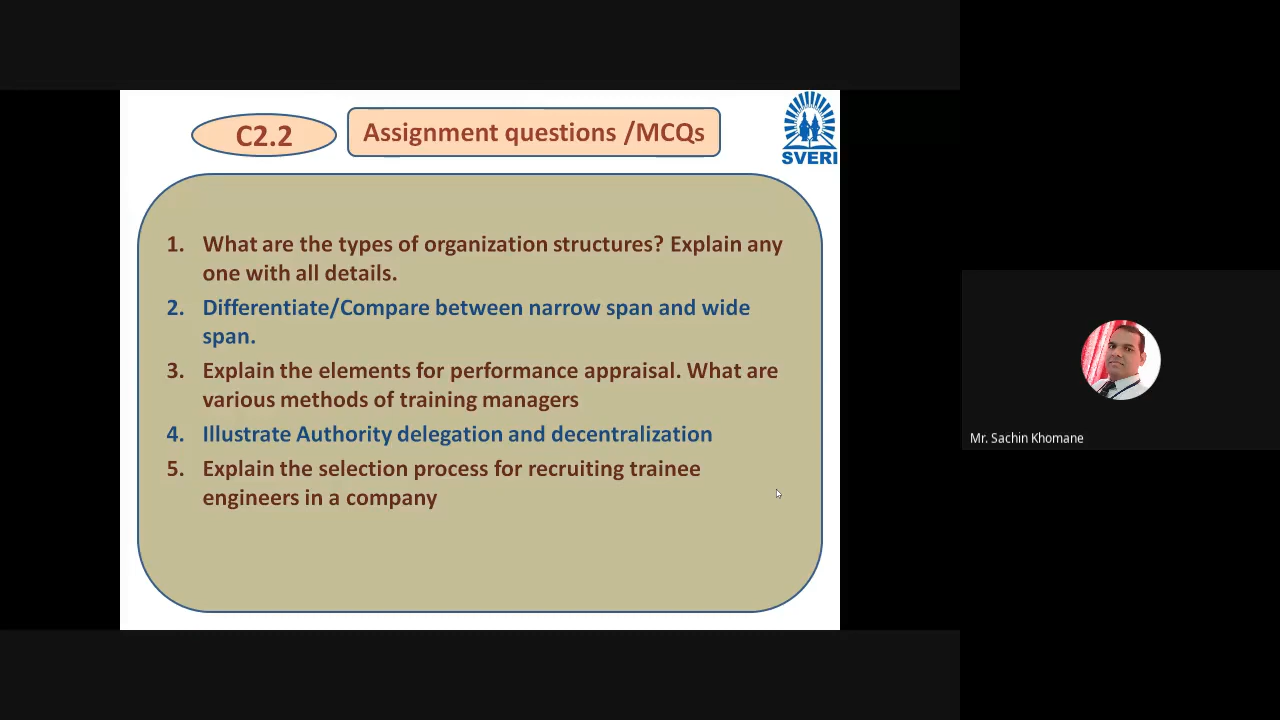 C2.2
Assignment questions /MCQs
SVERI
1. What are the types of organization structures? Explain any
one with all details.
2. Differentiate/Compare between narrow span and wide
span.
3. Explain the elements for performance appraisal. What are
various methods of training managers
4. Illustrate Authority delegation and decentralization
5. Explain the selection process for recruiting trainee
engineers in a company
Mr. Sachin Khomane